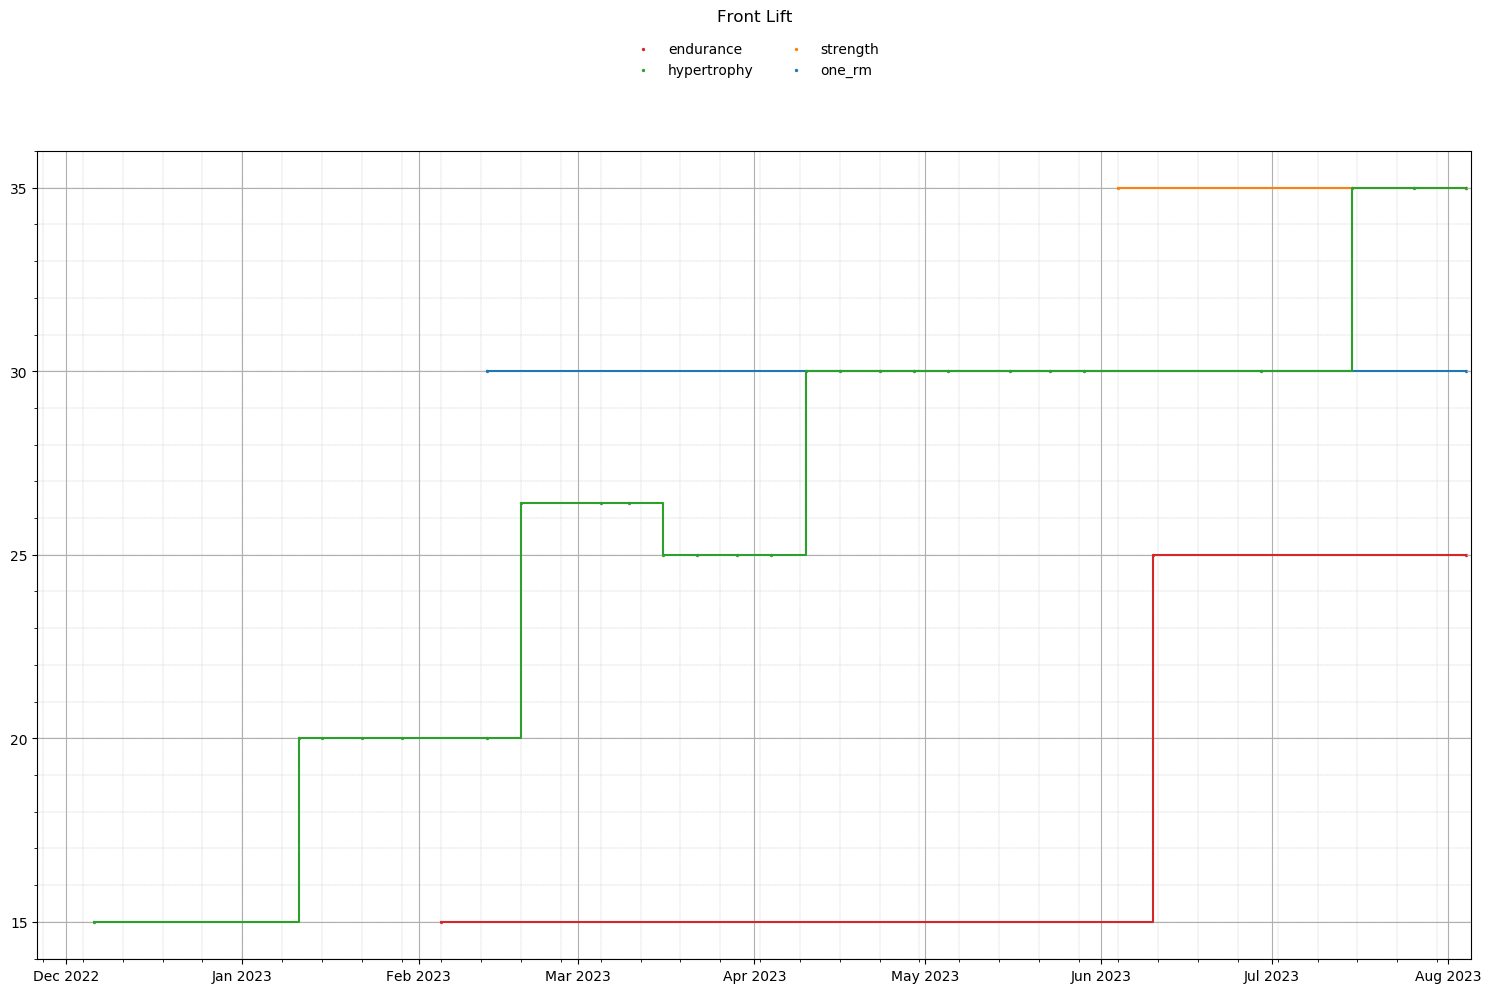 Front Lift
endurance strength
hypertrophy one_rm
35
30
25
20
15
Dec 2022 Jan 2023 Feb 2023 Mar 2023 Apr 2023 May 2023 Jun 2023 Jul 2023 Aug 2023